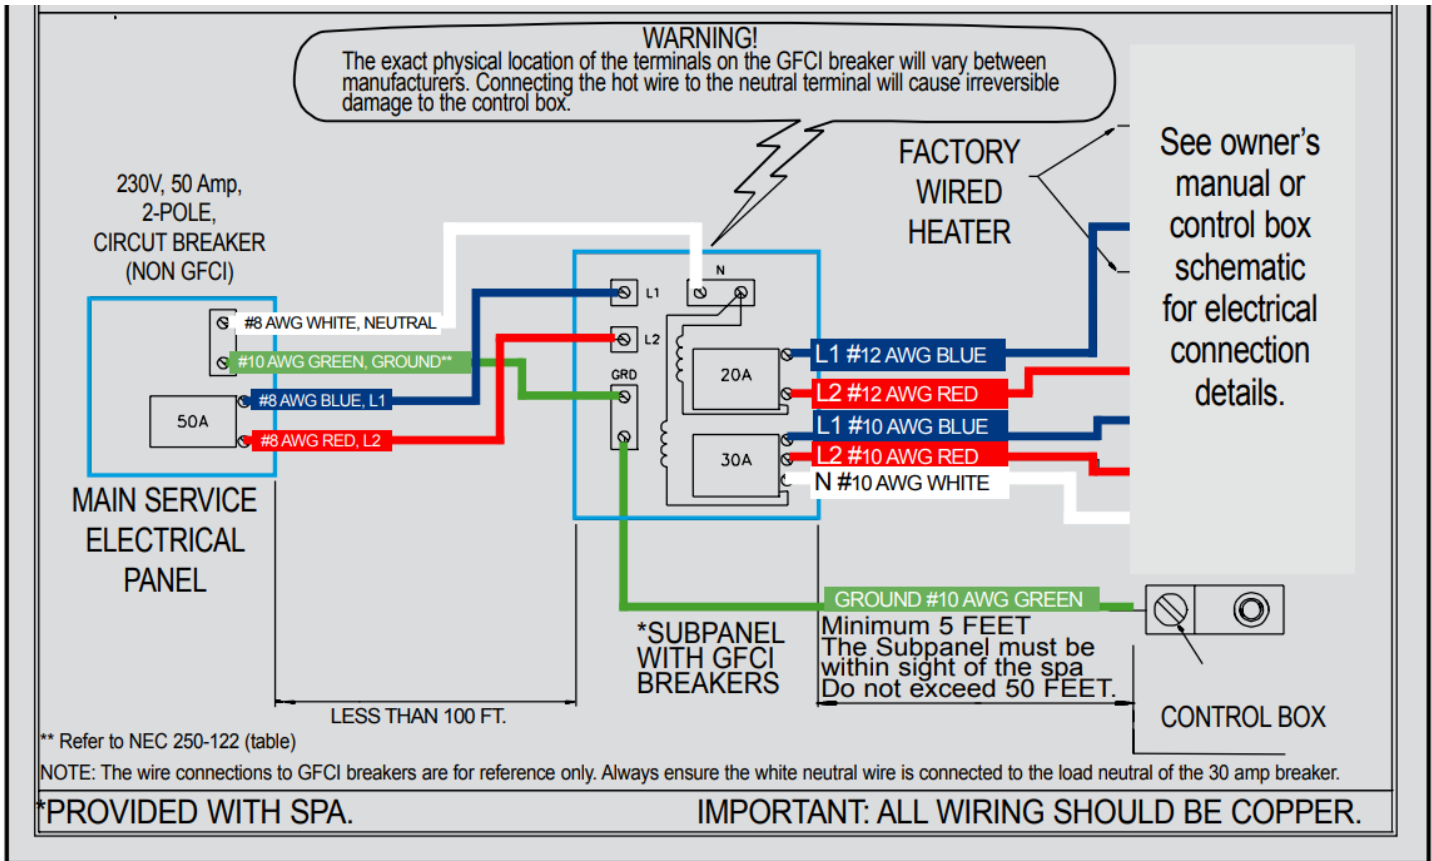 WARNING!
The exact physical location of the terminals on the GFCI breaker will vary between
manufacturers. Connecting the hot wire to the neutral terminal will cause irreversible
damage to the control box.
230V, 50 Amp,
2-POLE,
CIRCUT BREAKER
(NON GFCI)
#8 AWG WHITE, NEUTRAL
#10 AWG GREEN, GROUND**
#8 AWG BLUE, L1
#8 AWG RED, L2
50A
MAIN SERVICE
ELECTRICAL
PANEL
N
L1
L2
GRD
20A
30A
FACTORY
WIRED
HEATER
L1 #12 AWG BLUE
L2 #12 AWG RED
L1 #10 AWG BLUE
L2 #10 AWG RED
N #10 AWG WHITE
See owner's
manual or
control box
schematic
for electrical
connection
details.
GROUND #10 AWG GREEN
*SUBPANEL
WITH GFCI
BREAKERS
Minimum 5 FEET
The Subpanel must be
within sight of the spa
Do not exceed 50 FEET.
LESS THAN 100 FT.
CONTROL BOX
** Refer to NEC 250-122 (table)
NOTE: The wire connections to GFCI breakers are for reference only. Always ensure the white neutral wire is connected to the load neutral of the 30 amp breaker.
*PROVIDED WITH SPA.
IMPORTANT: ALL WIRING SHOULD BE COPPER.